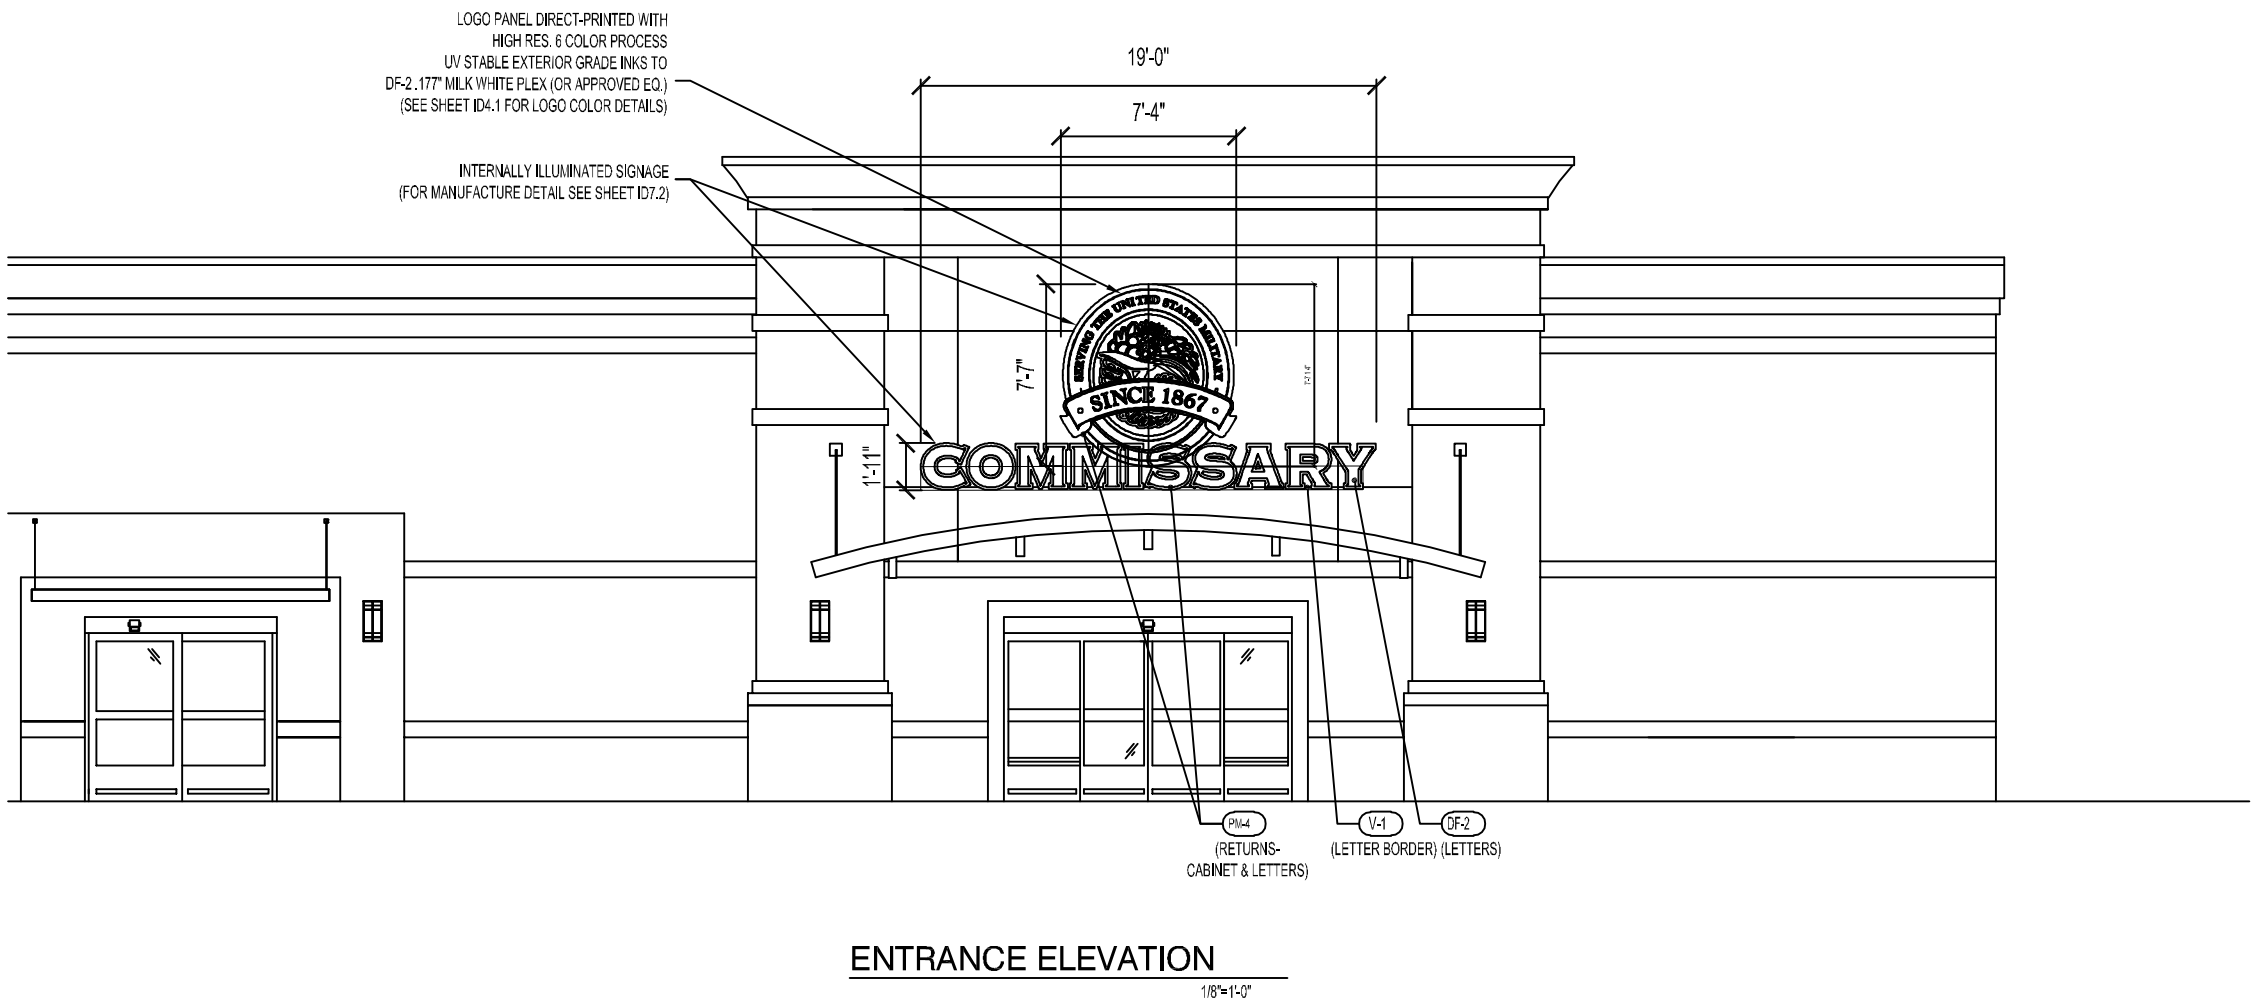 LOGO PANEL DIRECT-PRINTED WITH
HIGH RES. 6 COLOR PROCESS
UV STABLE EXTERIOR GRADE INKS TO
DF-2 .177" MILK WHITE PLEX (OR APPROVED EQ.)
(SEE SHEET ID4.1 FOR LOGO COLOR DETAILS)
INTERNALLY ILLUMINATED SIGNAGE
(FOR MANUFACTURE DETAIL SEE SHEET ID7.2)
19'-0"
7'-4"
7'-7"
SERVING THE UNITED STATES MILITARY
SINCE 1867
1'-11"
COMMISSARY
PM-4
(RETURNS-
CABINET & LETTERS)
V-1
(LETTER BORDER)
DF-2
(LETTERS)
ENTRANCE ELEVATION
1/8"=1'-0"